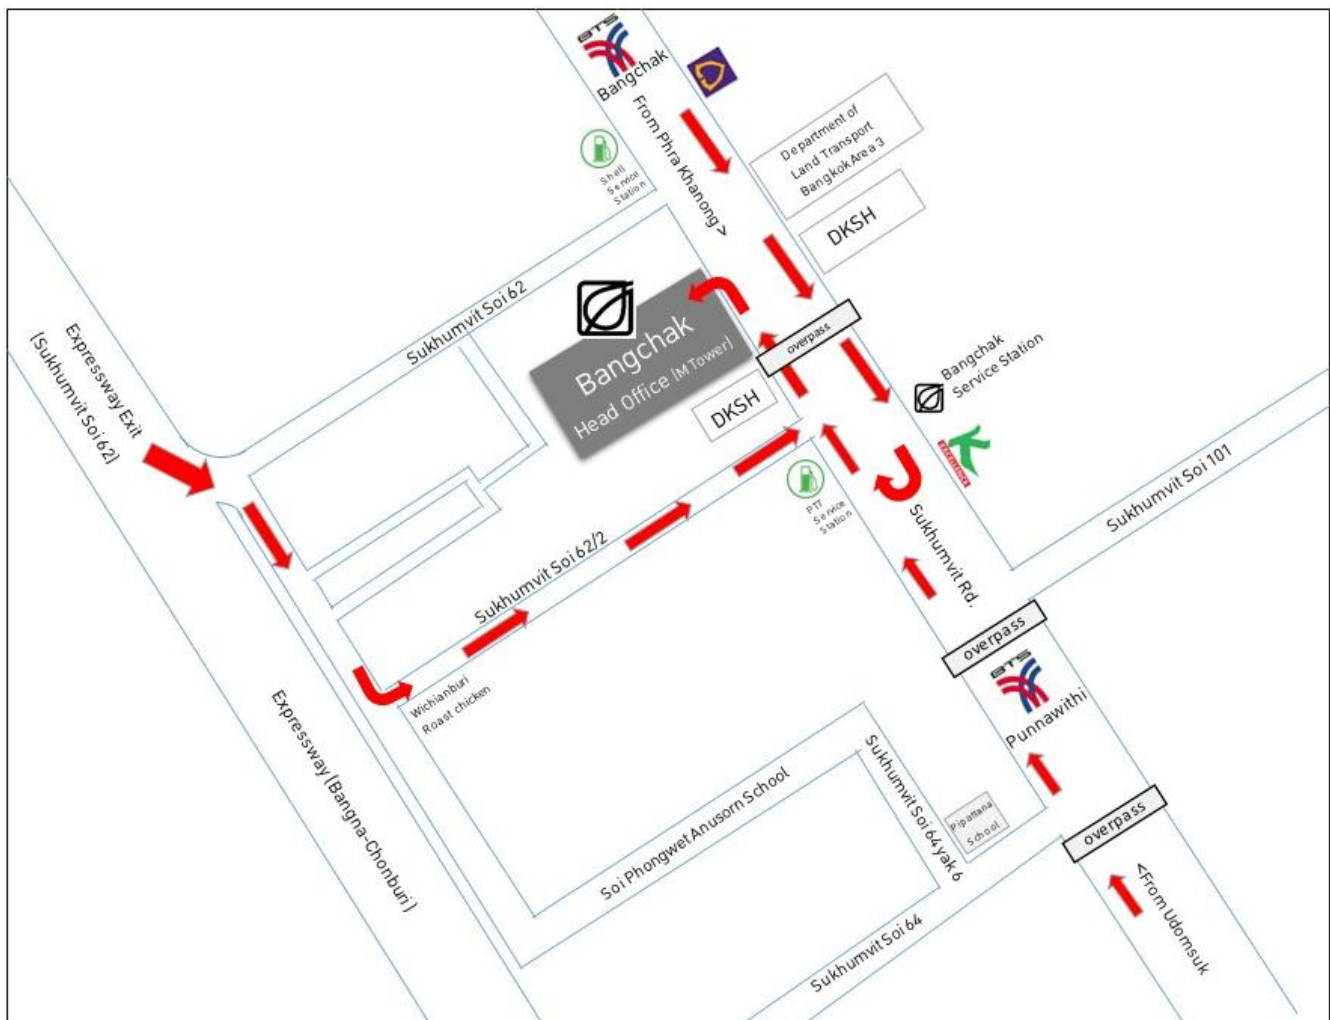 BTS
Bangchak
From Phra Khanong >
Shell
Service
Station
Department of
Land Transport
Bangkok Area 3
DKSH
Sukhumvit Soi 62
Expressway Exit
(Sukhumvit Soi 62)
Bangchak
Head Office (M Tower)
overpass
DKSH
Bangchak
Service Station
K
EXCELLENCE
PTT
Service
Station
Sukhumvit Rd.
Sukhumvit Soi 101
Sukhumvit Soi 62/2
Wichianburi
Roast chicken
Expressway (Bangna-Chonburi)
overpass
BTS
Punnawithi
Soi Phongwet Anusorn School
Sukhumvit Soi 64 yak 6
Pipattana
School
overpass
<From Udomsuk
Sukhumvit Soi 64